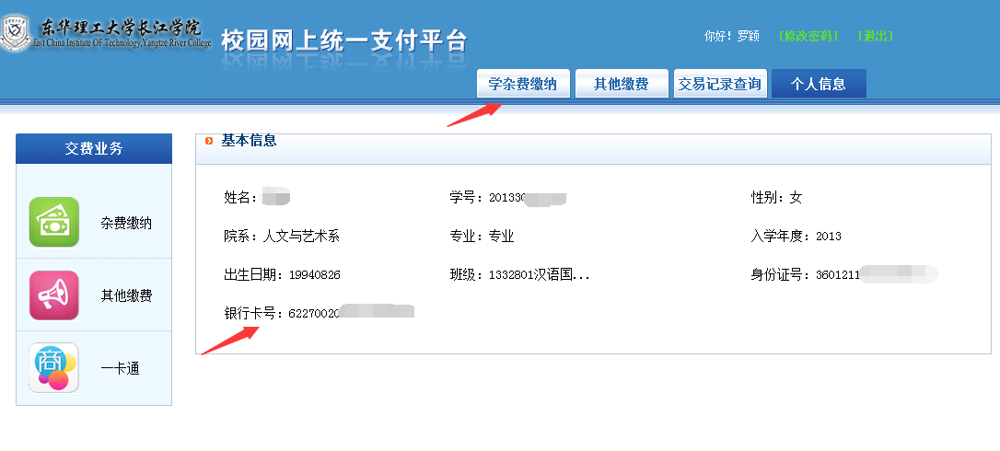 东华理工大学长江学院
East China Institute OF Technology,Yangtze River College
校园网上统一支付平台
你好！罗颖 [修改密码] [退出]
学杂费缴纳 其他缴费 交易记录查询 个人信息
交费业务
杂费缴纳
其他缴费
商
一卡通
基本信息
姓名： 学号：201330 性别：女
院系：人文与艺术系 专业：专业 入学年度：2013
出生日期：19940826 班级：1332801汉语国... 身份证号：3601211
银行卡号：62270020